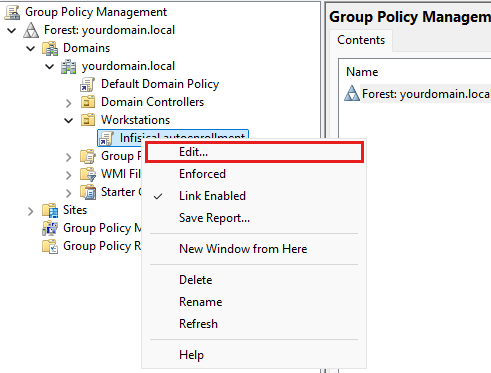 Group Policy Management
Forest: yourdomain.local
Domains
yourdomain.local
Default Domain Policy
Domain Controllers
Workstations
Infisical autoenrollment
Group P
WMI Fil
Starter G
Sites
Group Policy M
Group Policy R
Edit...
Enforced
Link Enabled
Save Report...
New Window from Here
Delete
Rename
Refresh
Help
Group Policy Managem
Contents
Name
Forest: yourdomain.loca